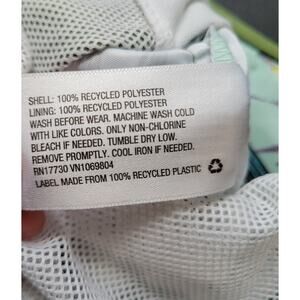 SHELL: 100% RECYCLED POLYESTER
LINING: 100% RECYCLED POLYESTER
WASH BEFORE WEAR. MACHINE WASH COLD
WITH LIKE COLORS. ONLY NON-CHLORINE
BLEACH IF NEEDED. TUMBLE DRY LOW.
REMOVE PROMPTLY. COOL IRON IF NEEDED.
RN17730 VN1069804
LABEL MADE FROM 100% RECYCLED PLASTIC